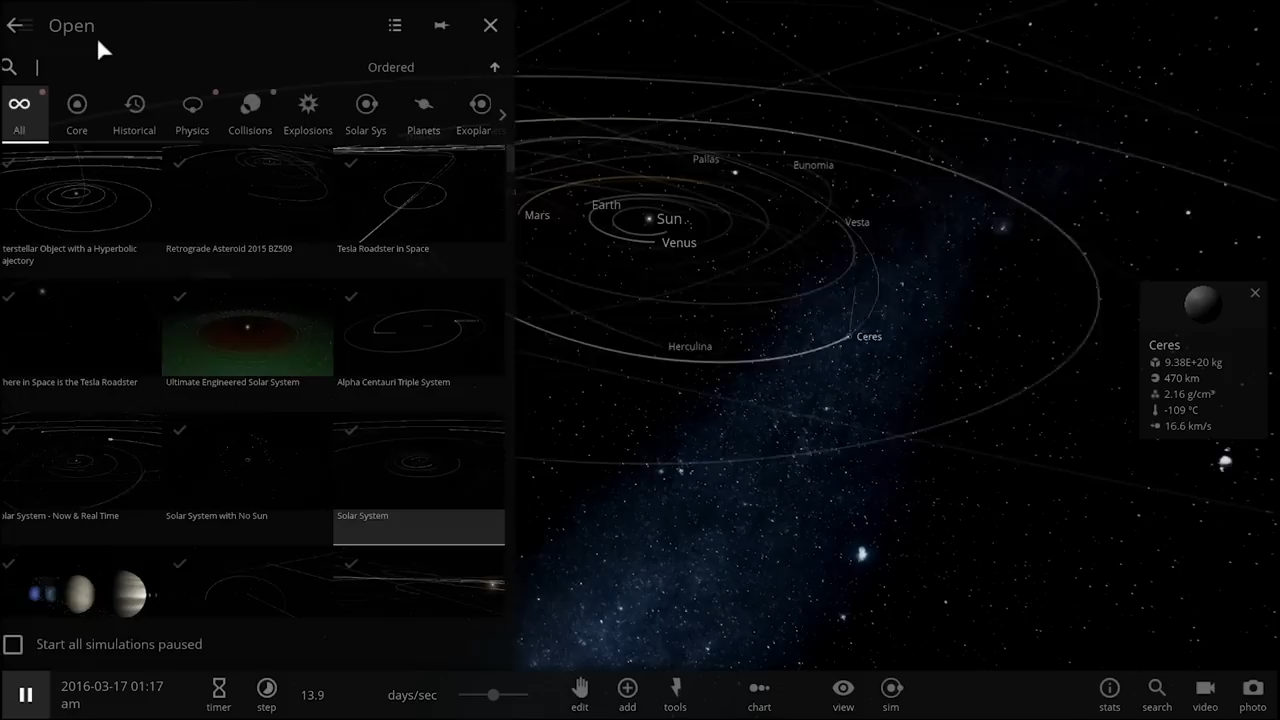 Open
Ordered
All
Core
Historical
Physics
Collisions
Explosions
Solar Sys
Planets
Exoplan
terstellar Object with a Hyperbolic
ajectory
Retrograde Asteroid 2015 BZ509
Tesla Roadster in Space
here in Space is the Tesla Roadster
Ultimate Engineered Solar System
Alpha Centauri Triple System
lar System - Now & Real Time
Solar System with No Sun
Solar System
Start all simulations paused
Pallas
Eunomia
Earth
Mars
Sun
Vesta
Venus
Ceres
Herculina
Ceres
9.38E+20 kg
470 km
2.16 g/cm³
-109 °C
16.6 km/s
2016-03-17 01:17
am
timer
step
13.9
days/sec
edit
add
tools
chart
view
sim
stats
search
video
photo